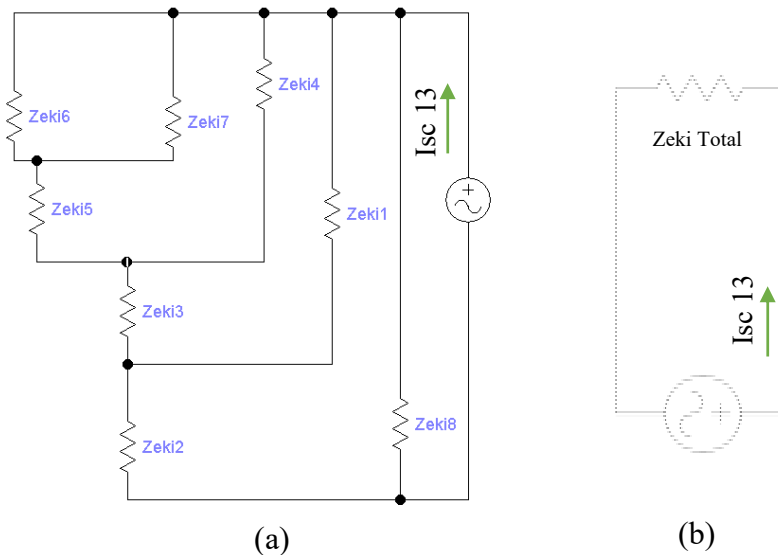 Zeki4
Zeki6
Zeki7
Isc 13
Zeki5
Zeki1
Zeki3
Zeki2
Zeki8
(a)
Zeki Total
Isc 13
(b)